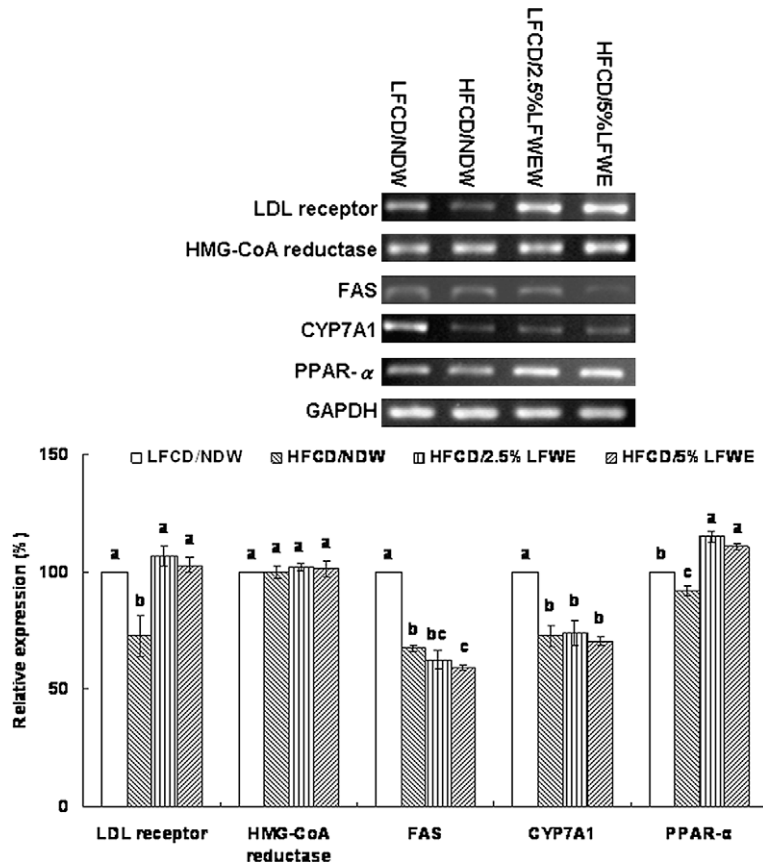 LFCD/NDW
HFCD/NDW
LFCD/2.5%LFWEW
HFCD/5%LFWE
LDL receptor
HMG-CoA reductase
FAS
CYP7A1
PPAR-α
GAPDH
150
LFCD/NDW HFCD/NDW HFCD/2.5% LFWE HFCD/5% LFWE
a b a a
a a a a
a b bc c
a b b b
b c a a
Relative expression (%)
100
50
0
LDL receptor
HMG-CoA
reductase
FAS
CYP7A1
PPAR-α